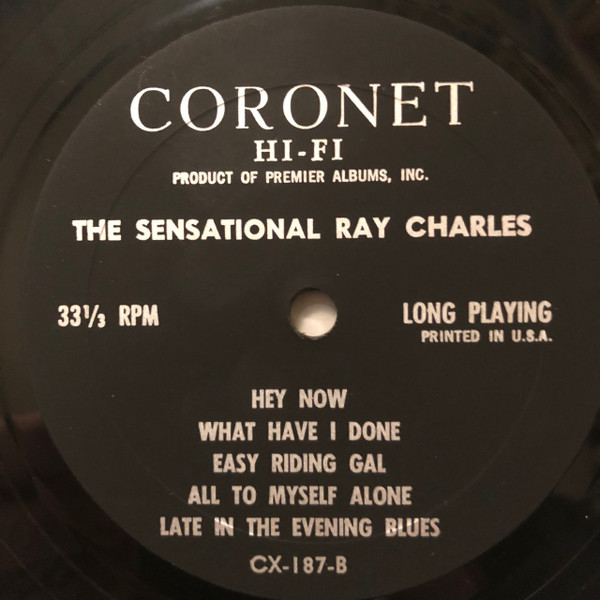 CORONET
HI-FI
PRODUCT OF PREMIER ALBUMS, INC.
THE SENSATIONAL RAY CHARLES
33⅓ RPM
LONG PLAYING
PRINTED IN U.S.A.
HEY NOW
WHAT HAVE I DONE
EASY RIDING GAL
ALL TO MYSELF ALONE
LATE IN THE EVENING BLUES
CX-187-B